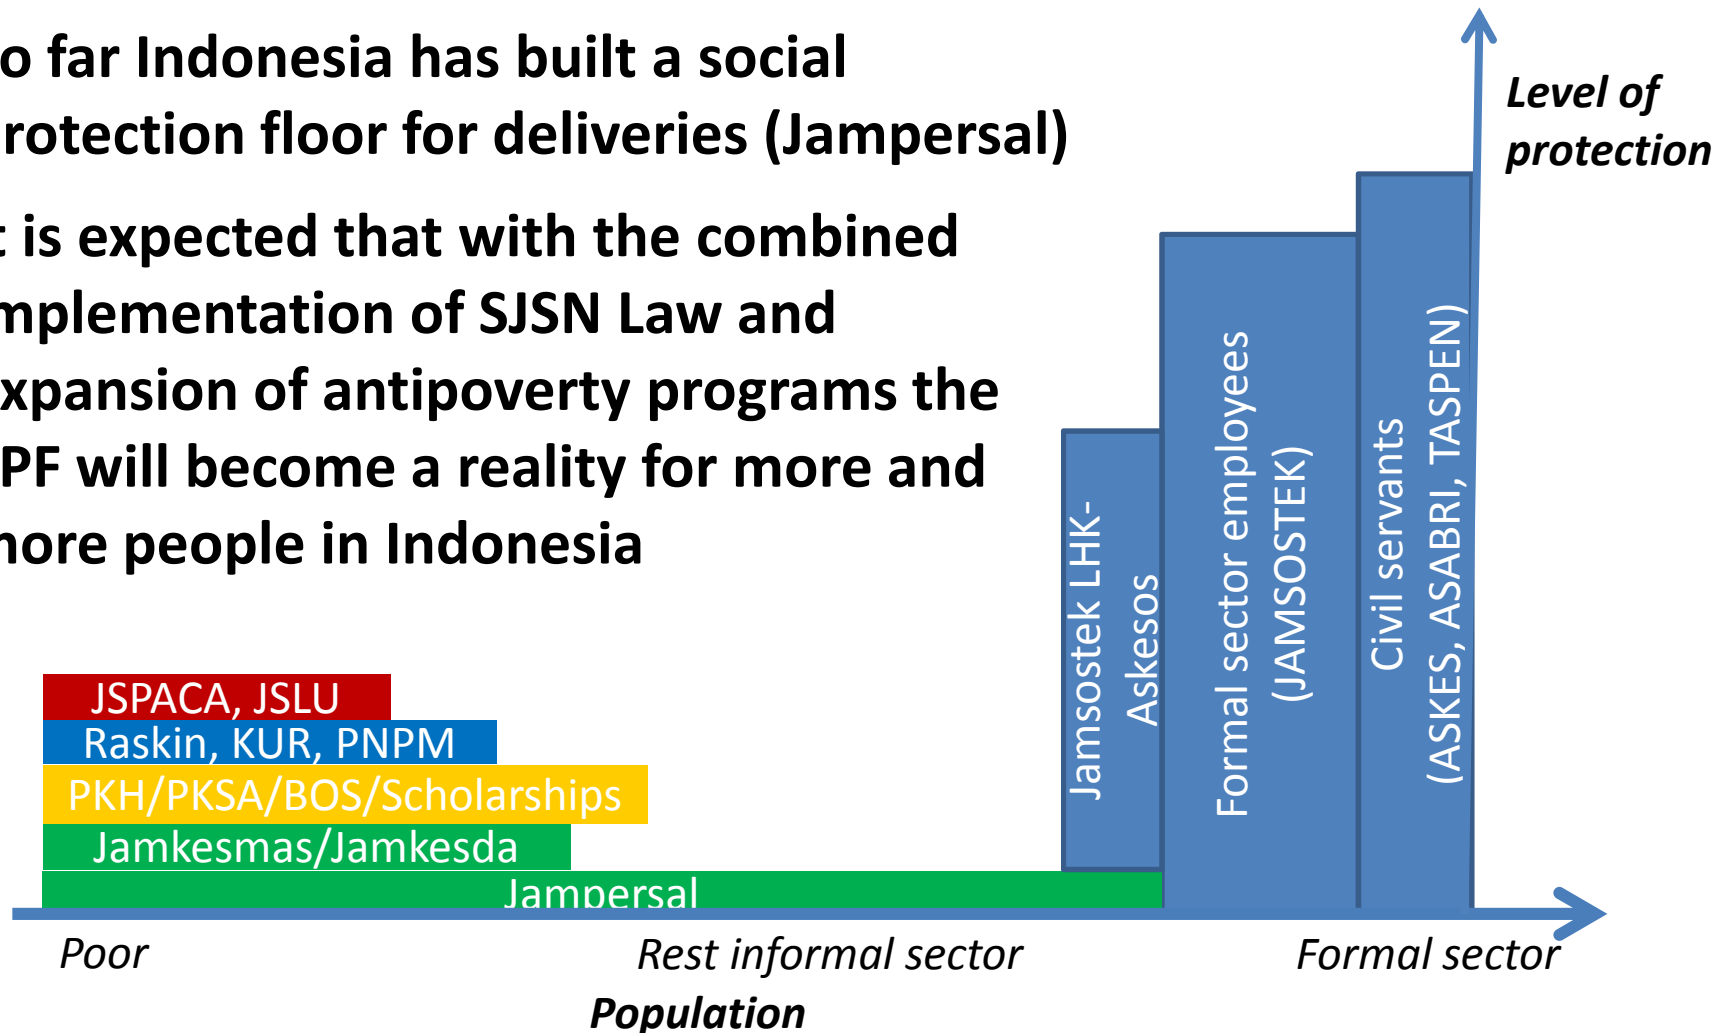 o far Indonesia has built a social
rotection floor for deliveries (Jampersal)
t is expected that with the combined
mplementation of SJSN Law and
xpansion of antipoverty programs the
PF will become a reality for more and
more people in Indonesia
Level of
protection
JSPACA, JSLU
Raskin, KUR, PNPM
PKH/PKSA/BOS/Scholarships
Jamkesmas/Jamkesda
Jampersal
Jamsostek LHK-
Askesos
Formal sector employees
(JAMSOSTEK)
Civil servants
(ASKES, ASABRI, TASPEN)
Poor
Rest informal sector
Formal sector
Population